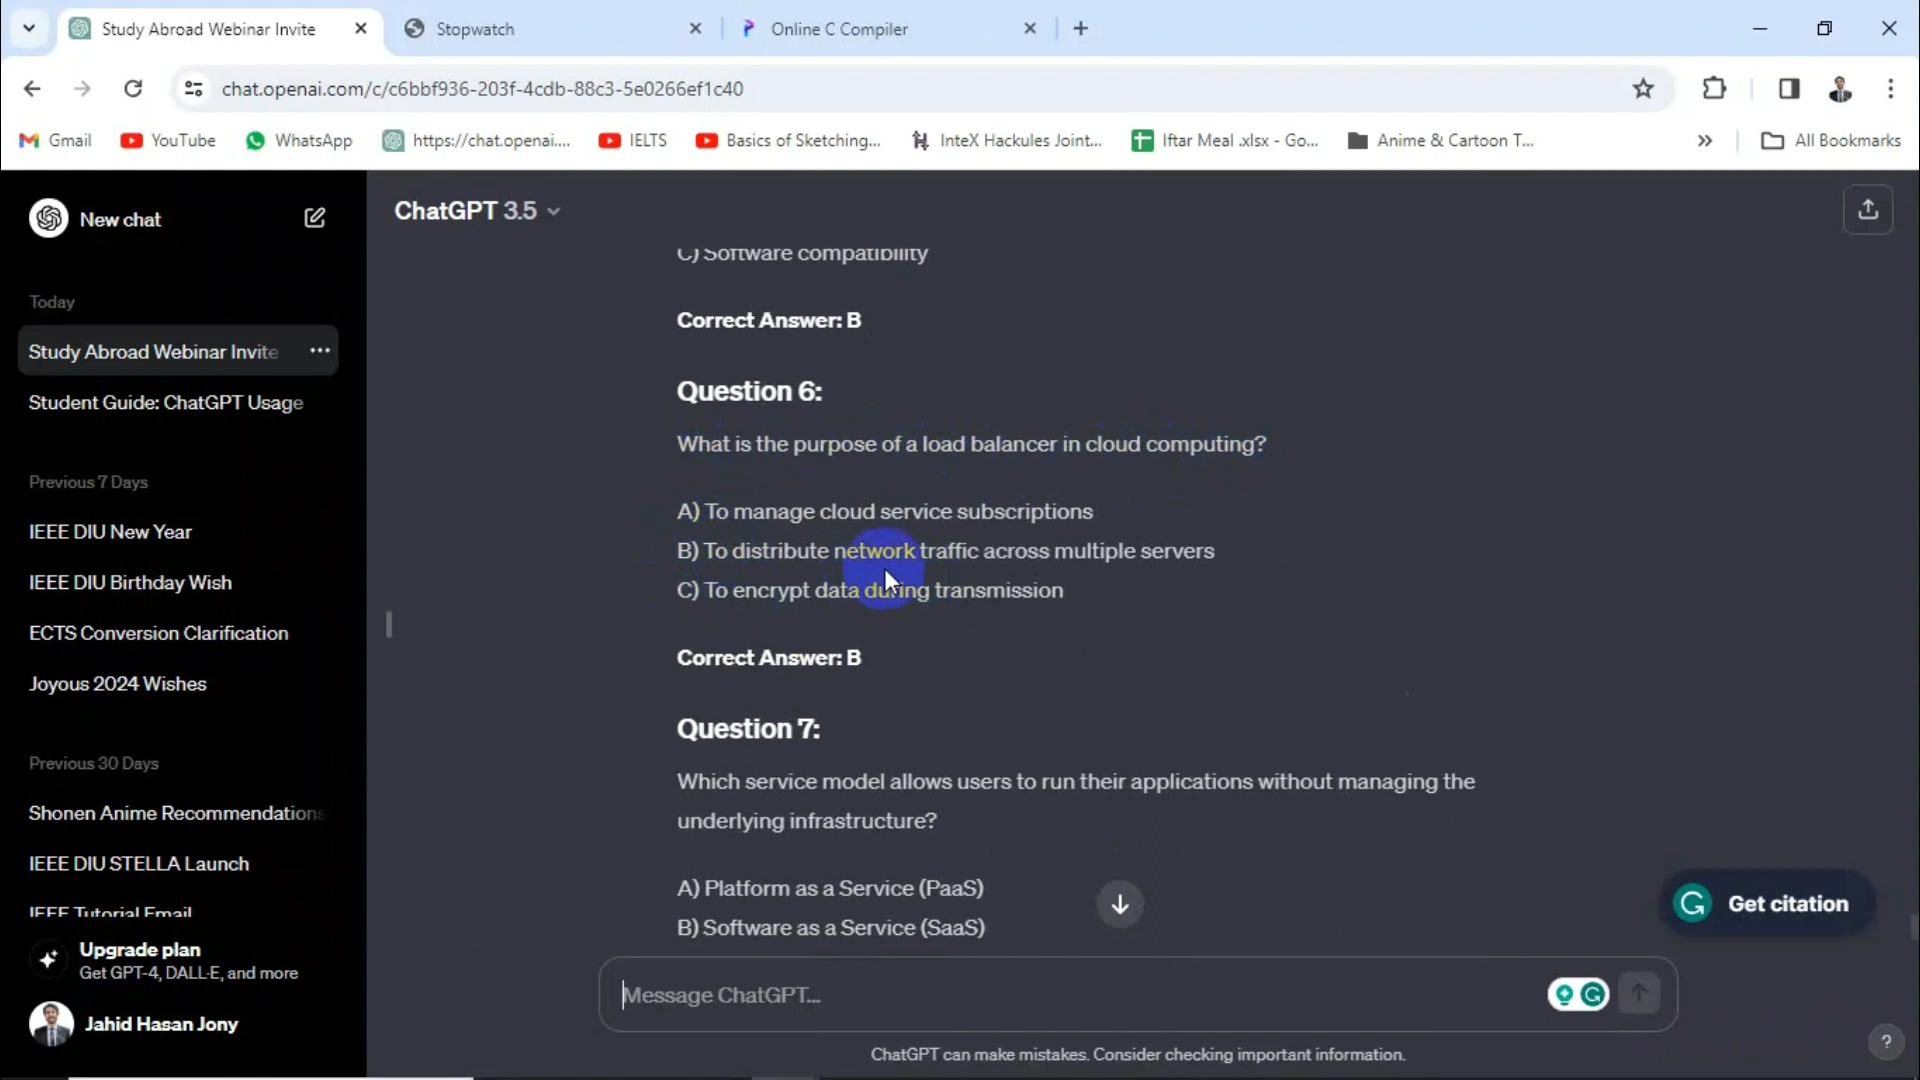 Study Abroad Webinar Invite
Stopwatch
Online C Compiler
chat.openai.com/c/c6bbf936-203f-4cdb-88c3-5e0266ef1c40
Gmail
YouTube
WhatsApp
https://chat.openai....
IELTS
Basics of Sketching...
InteX Hackules Joint...
Iftar Meal .xlsx - Go...
Anime & Cartoon T...
All Bookmarks
New chat
Today
Study Abroad Webinar Invite
Student Guide: ChatGPT Usage
Previous 7 Days
IEEE DIU New Year
IEEE DIU Birthday Wish
ECTS Conversion Clarification
Joyous 2024 Wishes
Previous 30 Days
Shonen Anime Recommendations
IEEE DIU STELLA Launch
IEEE Tutorial Email
Upgrade plan
Get GPT-4, DALL·E, and more
Jahid Hasan Jony
ChatGPT 3.5
C) Software compatibility
Correct Answer: B
Question 6:
What is the purpose of a load balancer in cloud computing?
A) To manage cloud service subscriptions
B) To distribute network traffic across multiple servers
C) To encrypt data during transmission
Correct Answer: B
Question 7:
Which service model allows users to run their applications without managing the
underlying infrastructure?
A) Platform as a Service (PaaS)
B) Software as a Service (SaaS)
Get citation
Message ChatGPT...
ChatGPT can make mistakes. Consider checking important information.
?